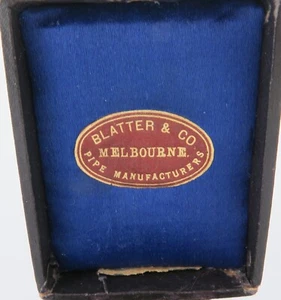 BLATTER & CO
MELBOURNE.
PIPE MANUFACTURERS